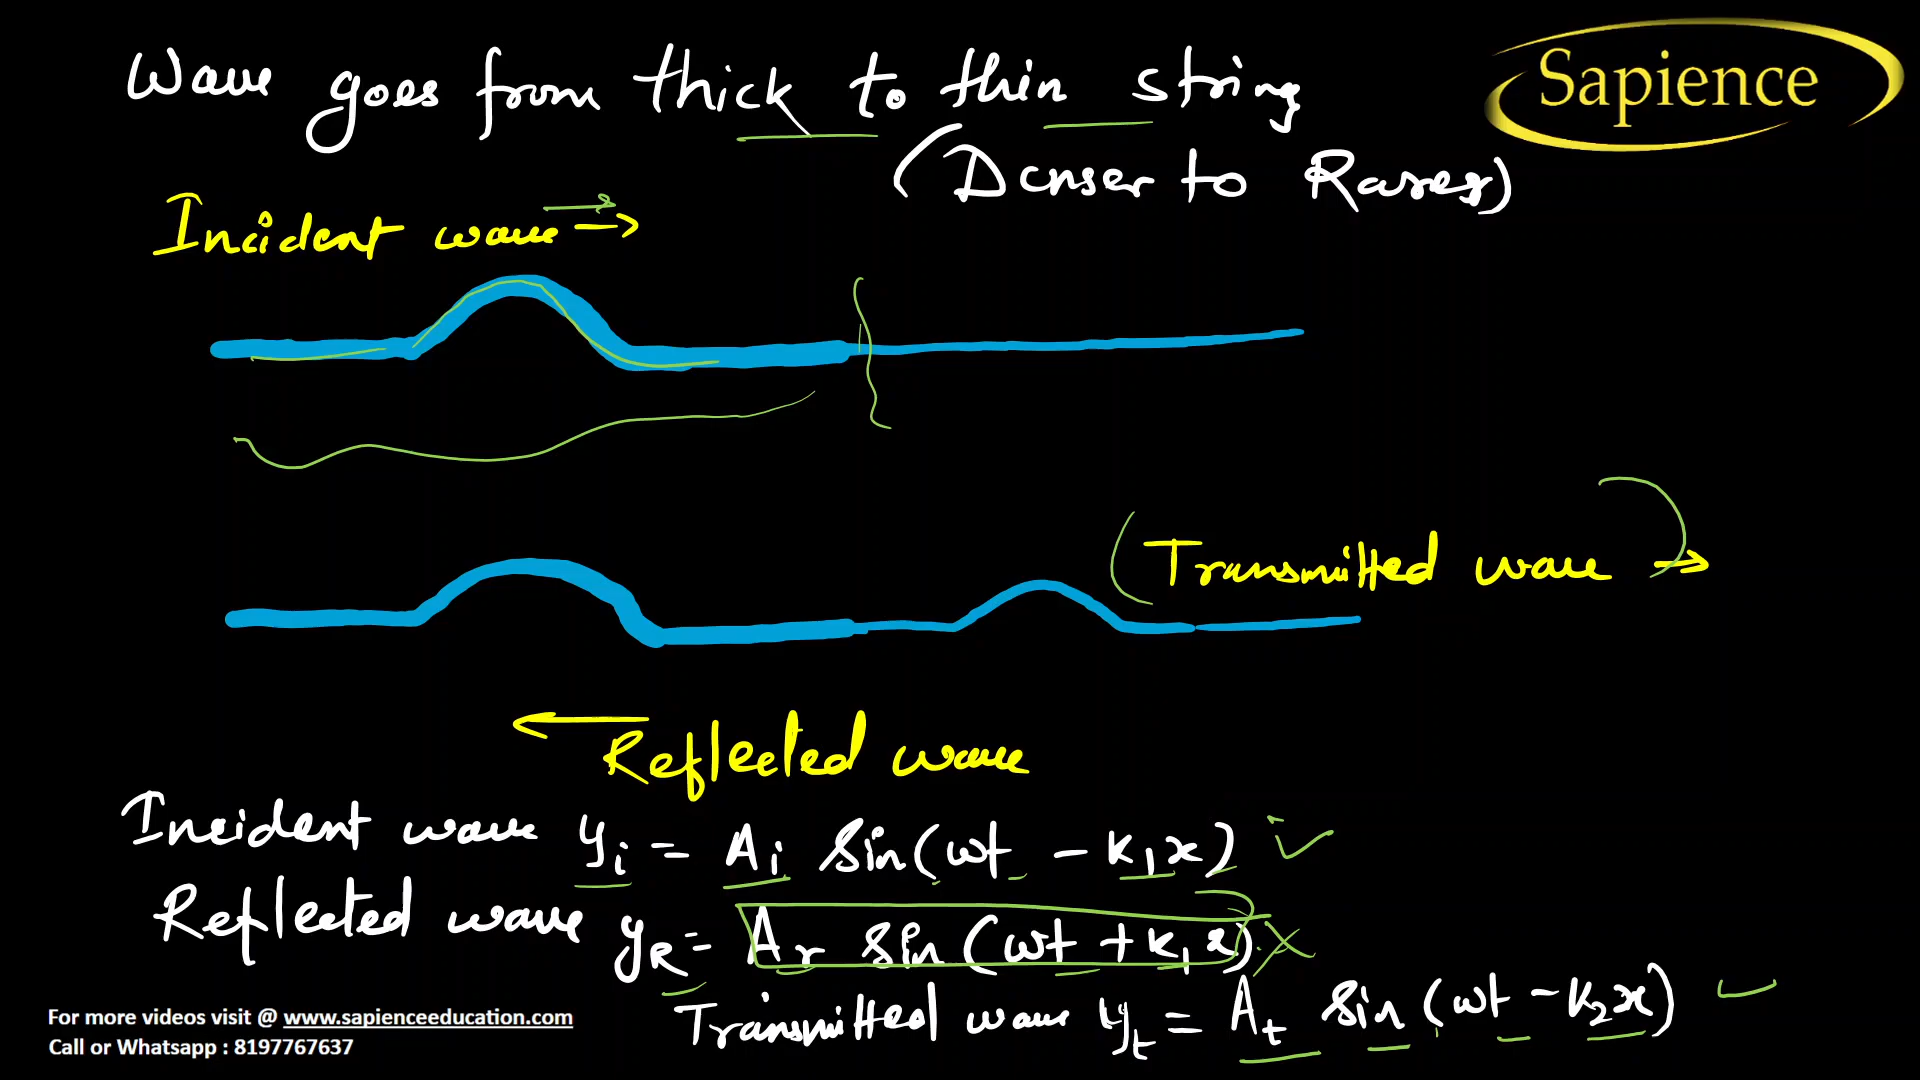 Wave goes from thick to thin string
Sapience
(Denser to Rarer)
Incident wave →
Transmitted wave →
← Reflected wave
Incident wave yi = Ai sin(ωt - k1x)
Reflected wave yR = Ar sin(ωt + k1x)
Transmitted wave yt = At sin(ωt - k2x)
For more videos visit @ www.sapienceeducation.com
Call or Whatsapp : 8197767637